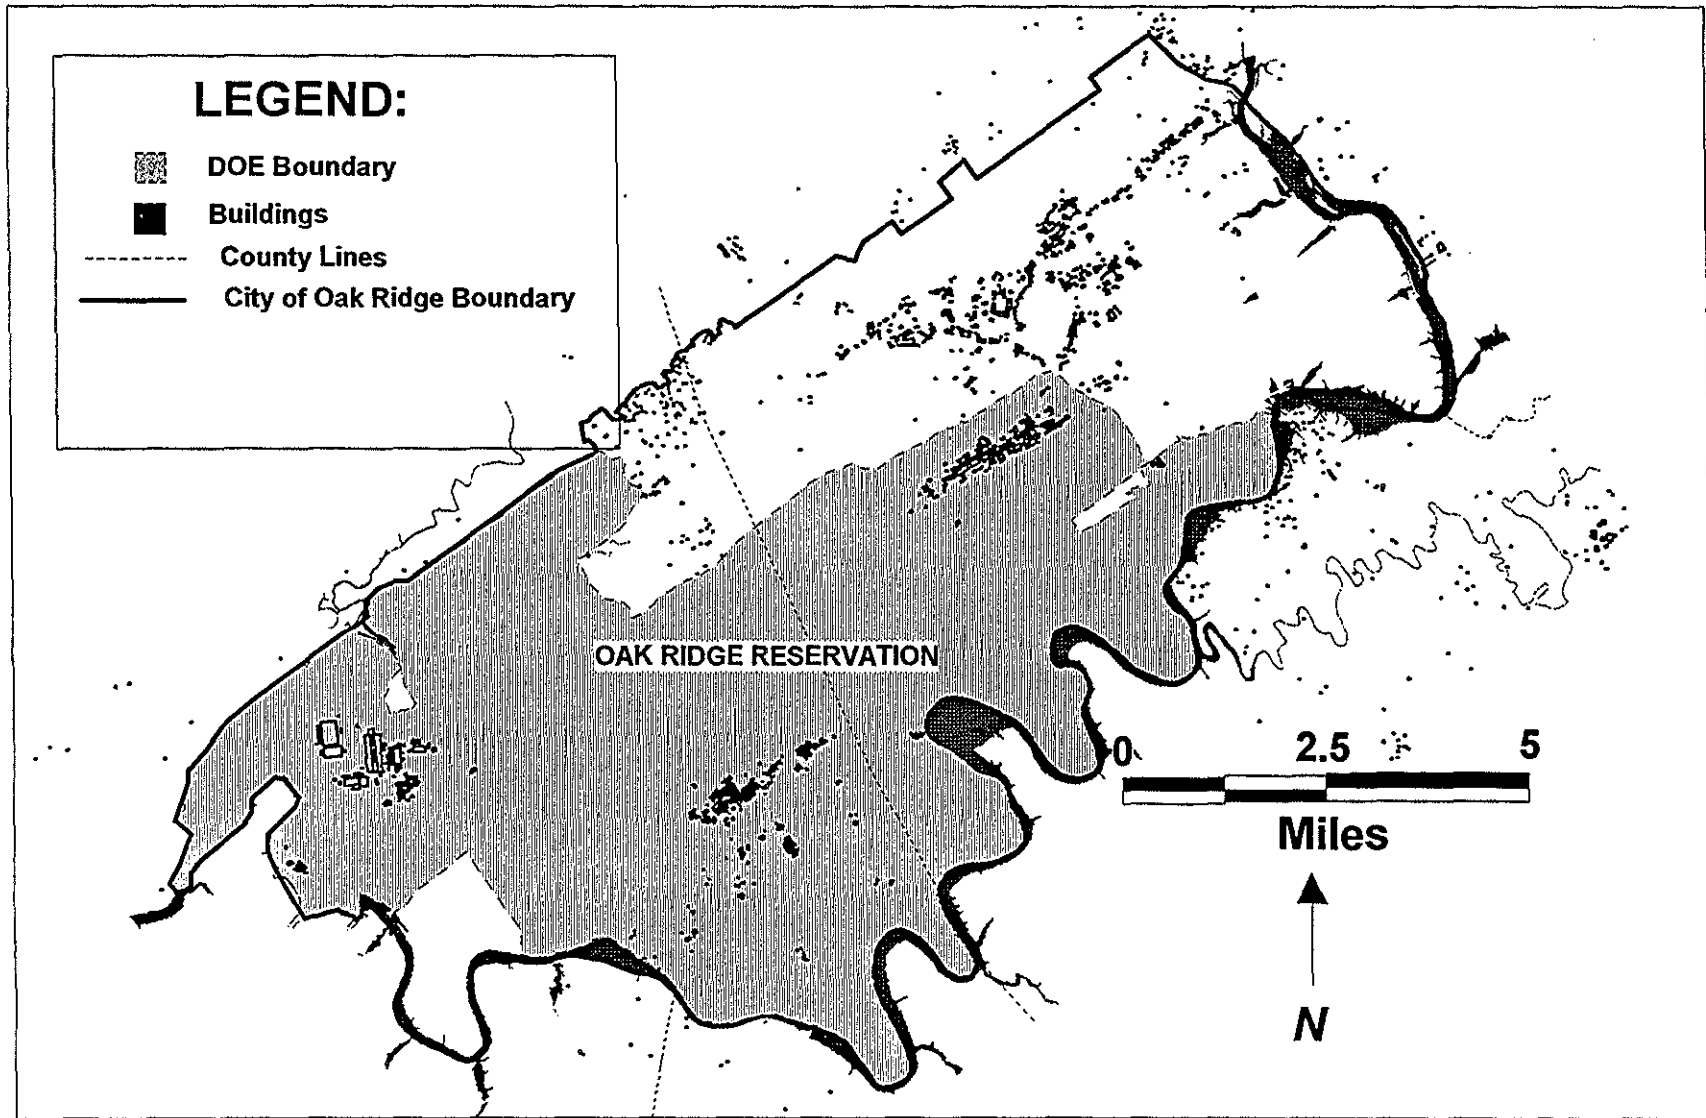 LEGEND:
DOE Boundary
Buildings
County Lines
City of Oak Ridge Boundary
OAK RIDGE RESERVATION
0 2.5 5
Miles
N